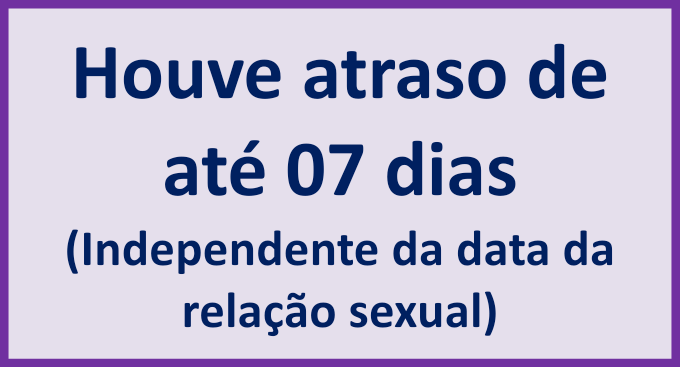 Houve atraso de
até 07 dias
(Independente da data da
relação sexual)